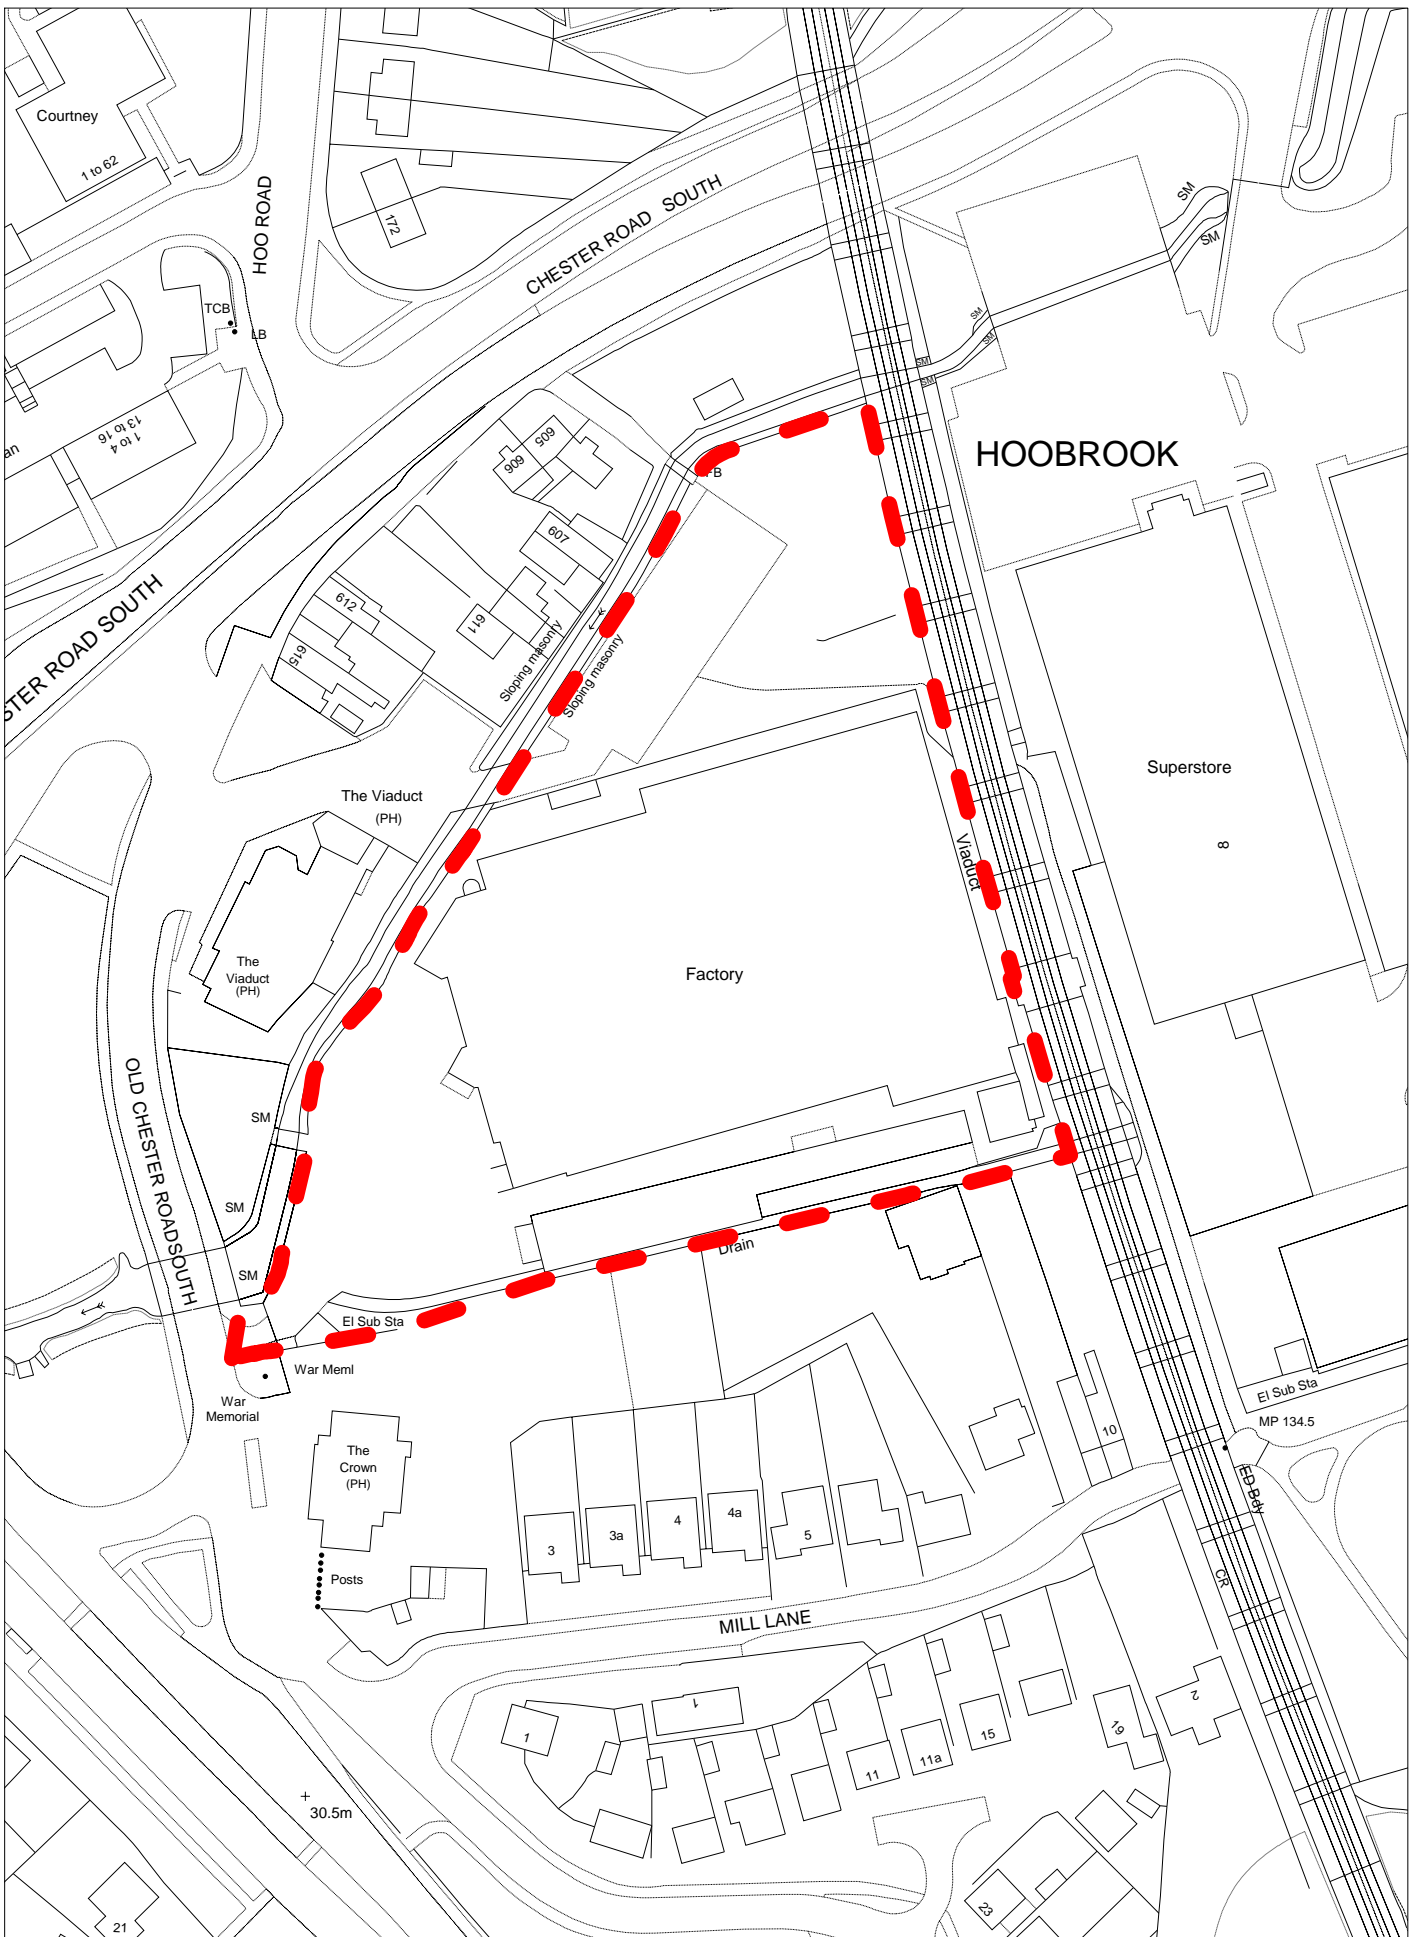 Courtney
1 to 62
HOO ROAD
172
CHESTER ROAD SOUTH
SM
SM
TCB
LB
SM
SM
SM
SM
1 to 4
13 to 16
an
HOOBROOK
605
606
FB
607
612
611
615
Sloping masonry
Sloping masonry
STER ROAD SOUTH
Superstore
8
The Viaduct
(PH)
Viaduct
The
Viaduct
(PH)
Factory
OLD CHESTER ROADSOUTH
SM
SM
SM
Drain
El Sub Sta
War Meml
War
Memorial
El Sub Sta
MP 134.5
The
Crown
(PH)
10
ED Bdy
CR
3
3a
4
4a
5
Posts
MILL LANE
1
1
11
11a
15
19
2
30.5m
21
23